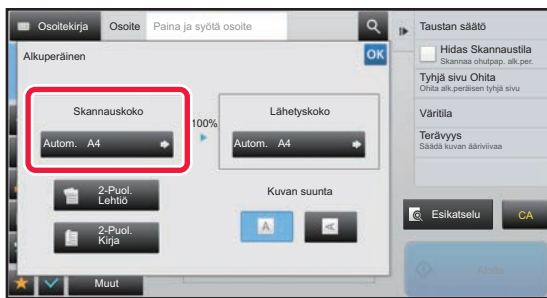 Osoitekirja
Osoite
Paina ja syötä osoite
Alkuperäinen
OK
Skannauskoko
Autom. A4
100%
Lähetyskoko
Autom. A4
2-Puol.
Lehtiö
2-Puol.
Kirja
Kuvan suunta
A
A
Muut
Taustan säätö
Hidas Skannaustila
Skannaa ohutpap. alk.per.
Tyhjä sivu Ohita
Ohita alk.peräisen tyhjä sivu
Väritila
Terävyys
Säädä kuvan ääriviivaa
Esikatselu
CA
Aloita